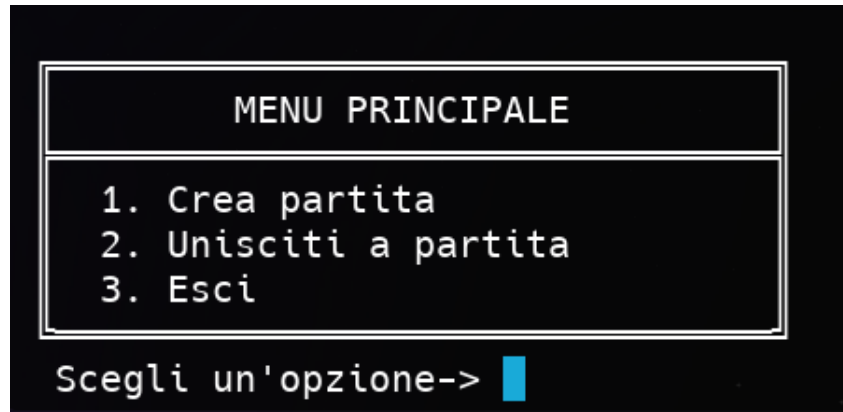 MENU PRINCIPALE
1. Crea partita
2. Unisciti a partita
3. Esci
Scegli un'opzione->